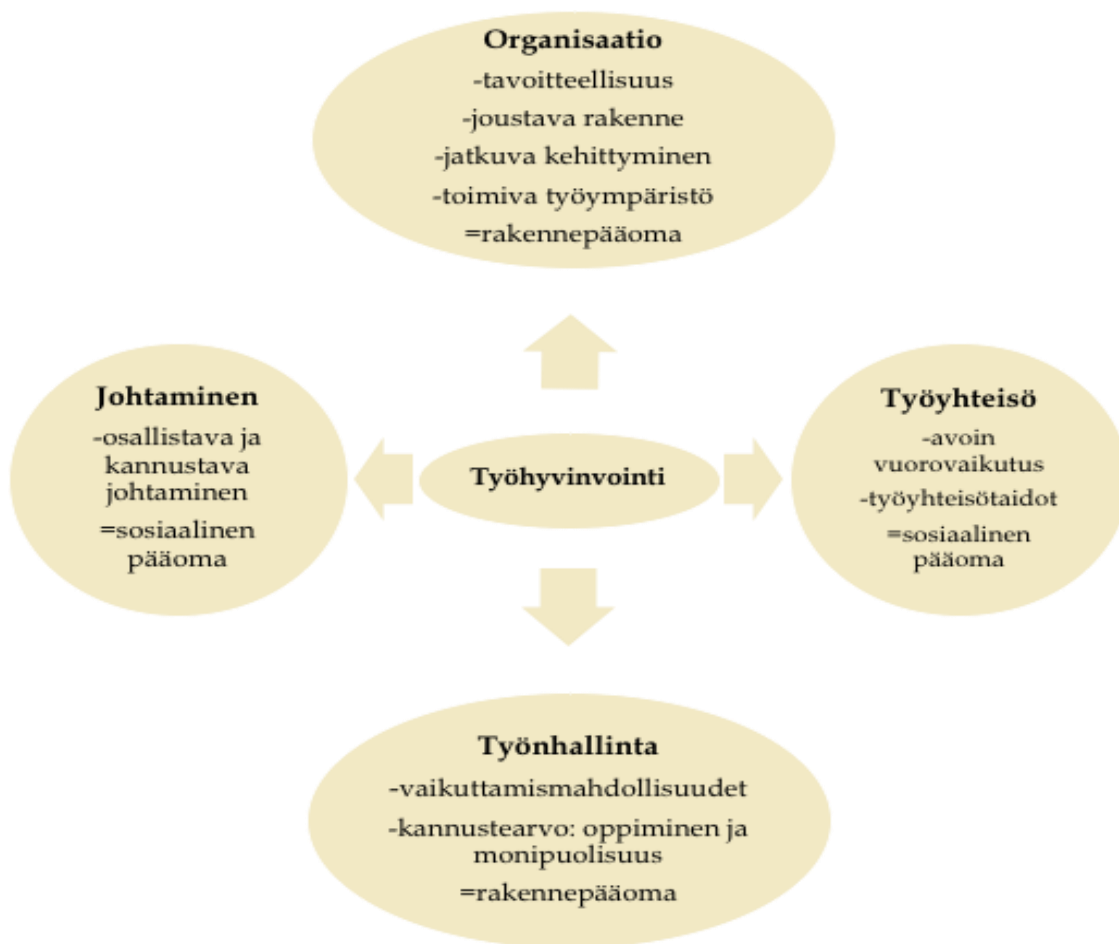 Organisaatio
-tavoitteellisuus
-joustava rakenne
-jatkuva kehittyminen
-toimiva työympäristö
=rakennepääoma
Johtaminen
-osallistava ja
kannustava
johtaminen
=sosiaalinen
pääoma
Työhyvinvointi
Työyhteisö
-avoin
vuorovaikutus
-työyhteisötaidot
=sosiaalinen
pääoma
Työnhallinta
-vaikuttamismahdollisuudet
-kannustearvo: oppiminen ja
monipuolisuus
=rakennepääoma